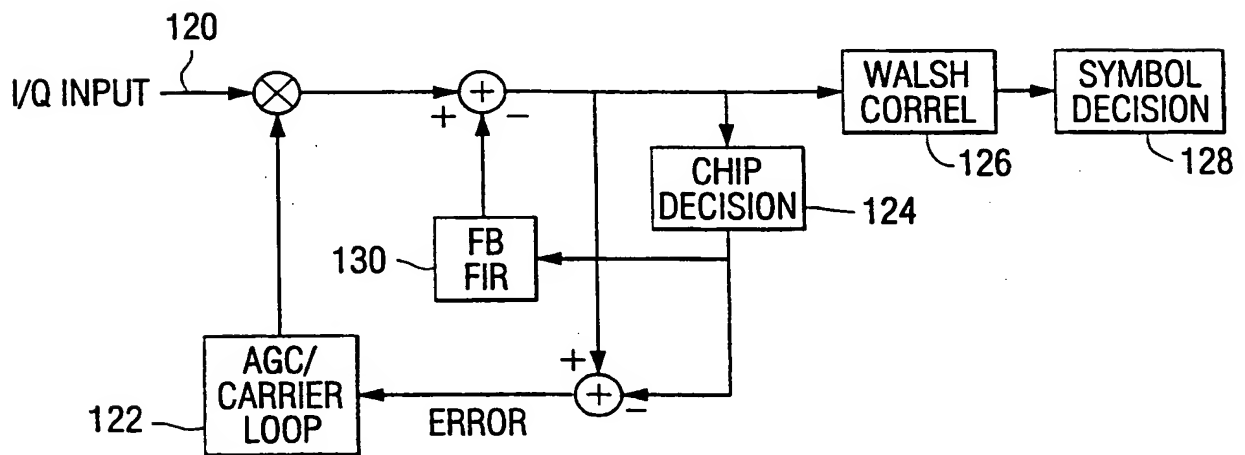 120
I/Q INPUT
+
+
−
WALSH
CORREL
126
SYMBOL
DECISION
128
CHIP
DECISION
124
130
FB
FIR
+
+
−
ERROR
AGC/
CARRIER
LOOP
122